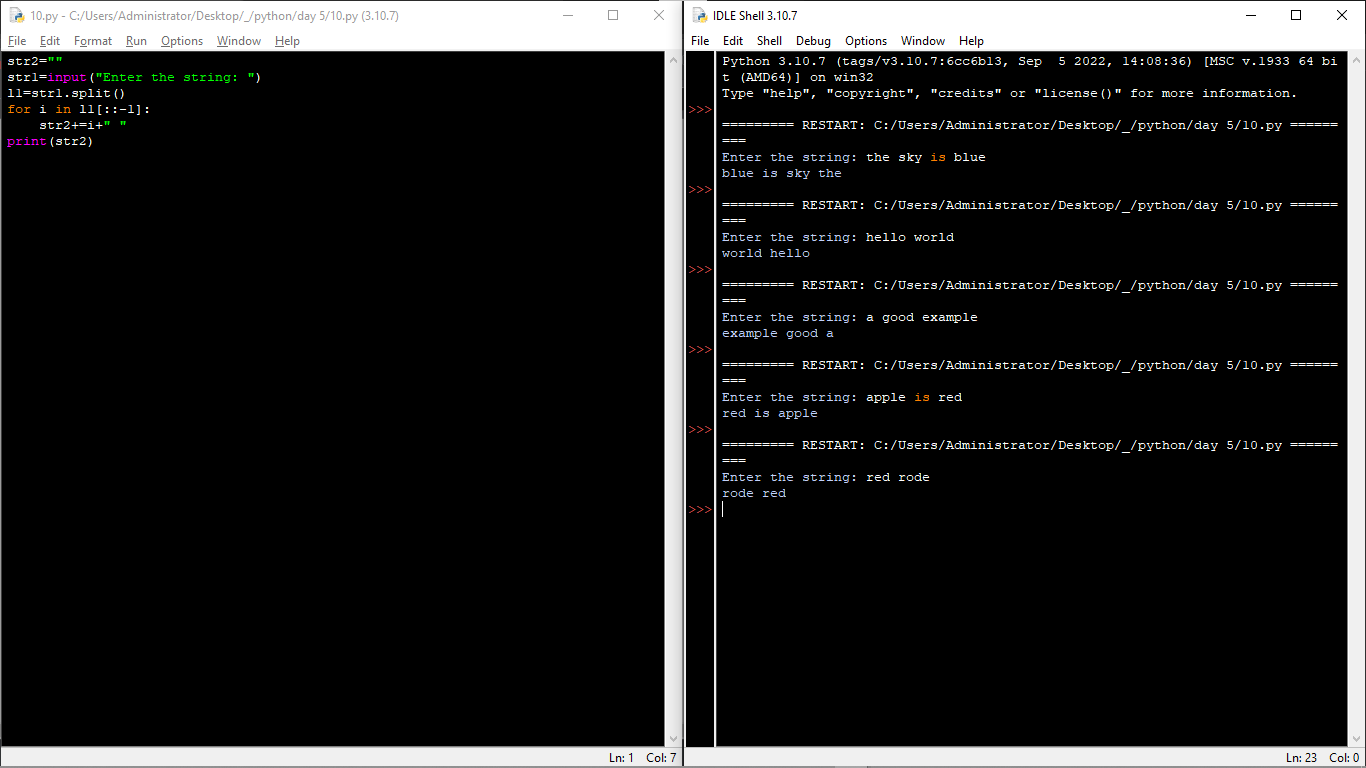 10.py - C:/Users/Administrator/Desktop/_/python/day 5/10.py (3.10.7)
File Edit Format Run Options Window Help
str2=""
str1=input("Enter the string: ")
l1=str1.split()
for i in l1[::-1]:
    str2+=i+" "
print(str2)
Ln: 1 Col: 7
IDLE Shell 3.10.7
File Edit Shell Debug Options Window Help
Python 3.10.7 (tags/v3.10.7:6cc6b13, Sep  5 2022, 14:08:36) [MSC v.1933 64 bi
t (AMD64)] on win32
Type "help", "copyright", "credits" or "license()" for more information.
>>>
========= RESTART: C:/Users/Administrator/Desktop/_/python/day 5/10.py ======
===
Enter the string: the sky is blue
blue is sky the
>>>
========= RESTART: C:/Users/Administrator/Desktop/_/python/day 5/10.py ======
===
Enter the string: hello world
world hello
>>>
========= RESTART: C:/Users/Administrator/Desktop/_/python/day 5/10.py ======
===
Enter the string: a good example
example good a
>>>
========= RESTART: C:/Users/Administrator/Desktop/_/python/day 5/10.py ======
===
Enter the string: apple is red
red is apple
>>>
========= RESTART: C:/Users/Administrator/Desktop/_/python/day 5/10.py ======
===
Enter the string: red rode
rode red
>>>
Ln: 23 Col: 0